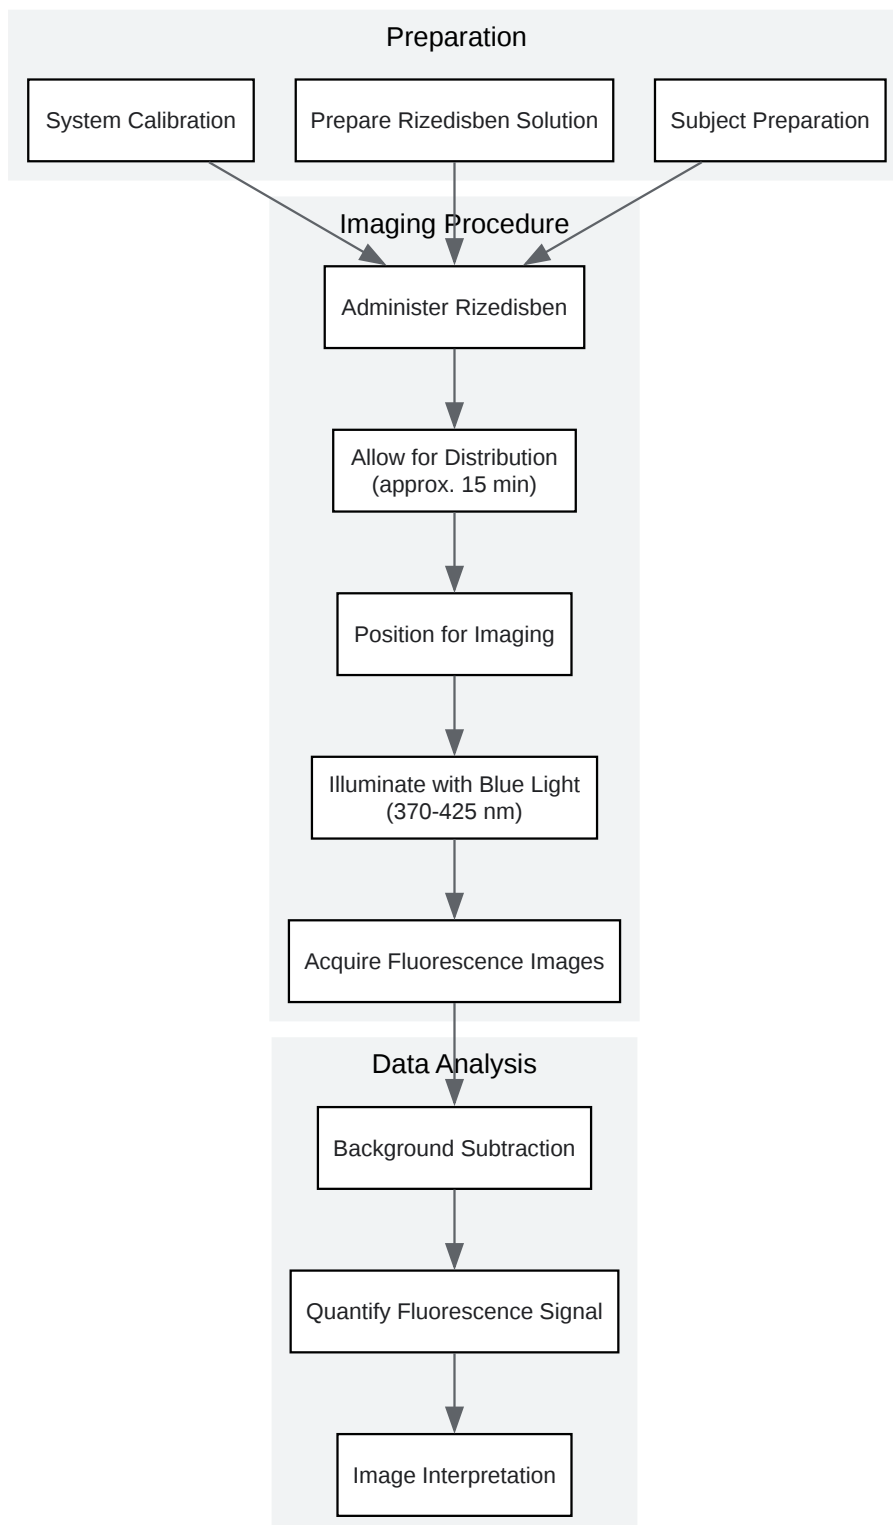 Preparation
System Calibration
Prepare Rizedisben Solution
Subject Preparation
Imaging Procedure
Administer Rizedisben
Allow for Distribution
(approx. 15 min)
Position for Imaging
Illuminate with Blue Light
(370-425 nm)
Acquire Fluorescence Images
Data Analysis
Background Subtraction
Quantify Fluorescence Signal
Image Interpretation